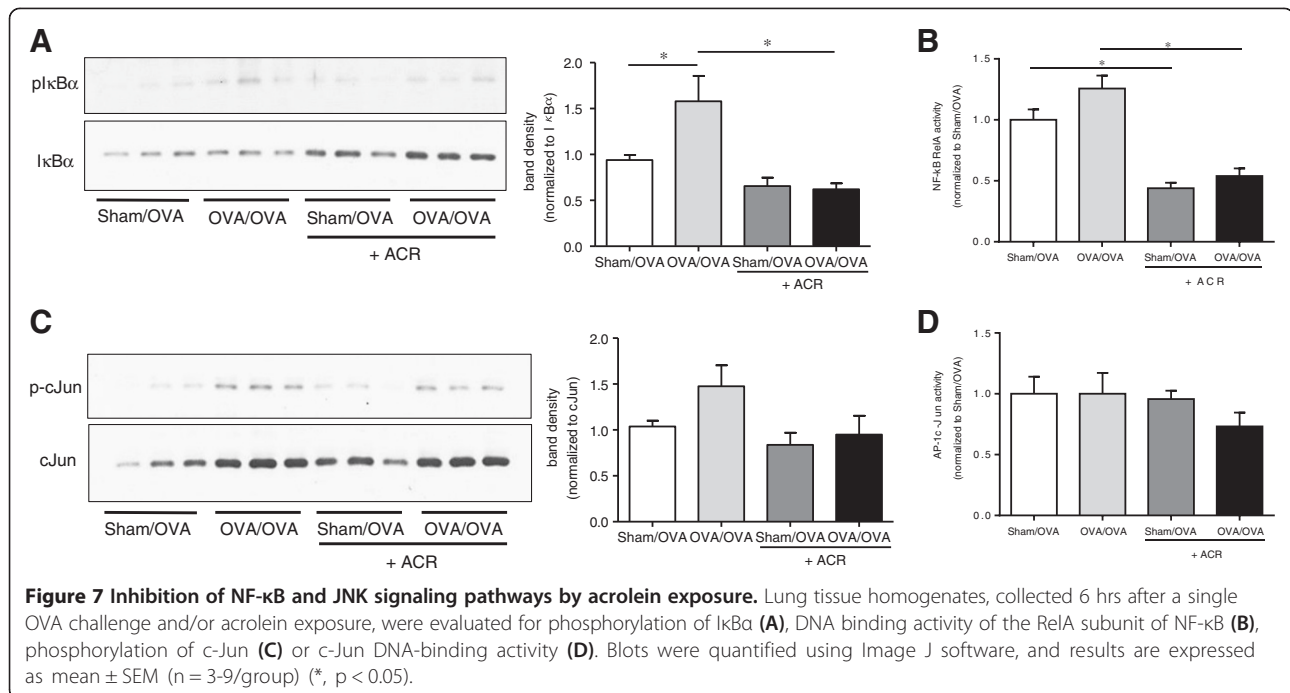 A
pIκBα
IκBα
Sham/OVA OVA/OVA Sham/OVA OVA/OVA
+ ACR
band density
(normalized to I κBα)
2.0
1.5
1.0
0.5
0.0
* *
Sham/OVA OVA/OVA Sham/OVA OVA/OVA
+ ACR
B
NF-kB RelA activity
(normalized to Sham/OVA)
1.5
1.0
0.5
0.0
*
*
Sham/OVA OVA/OVA Sham/OVA OVA/OVA
+ A C R
C
p-cJun
cJun
Sham/OVA OVA/OVA Sham/OVA OVA/OVA
+ ACR
band density
(normalized to cJun)
2.0
1.5
1.0
0.5
0.0
Sham/OVA OVA/OVA Sham/OVA OVA/OVA
+ ACR
D
AP-1c -J un activity
(normalized to Sham/OVA)
1.5
1.0
0.5
0.0
Sham/OVA OVA/OVA Sham/OVA OVA/OVA
+ ACR
Figure 7 Inhibition of NF-κB and JNK signaling pathways by acrolein exposure. Lung tissue homogenates, collected 6 hrs after a single
OVA challenge and/or acrolein exposure, were evaluated for phosphorylation of IκBα (A), DNA binding activity of the RelA subunit of NF-κB (B),
phosphorylation of c-Jun (C) or c-Jun DNA-binding activity (D). Blots were quantified using Image J software, and results are expressed
as mean ± SEM (n = 3-9/group) (*, p < 0.05).